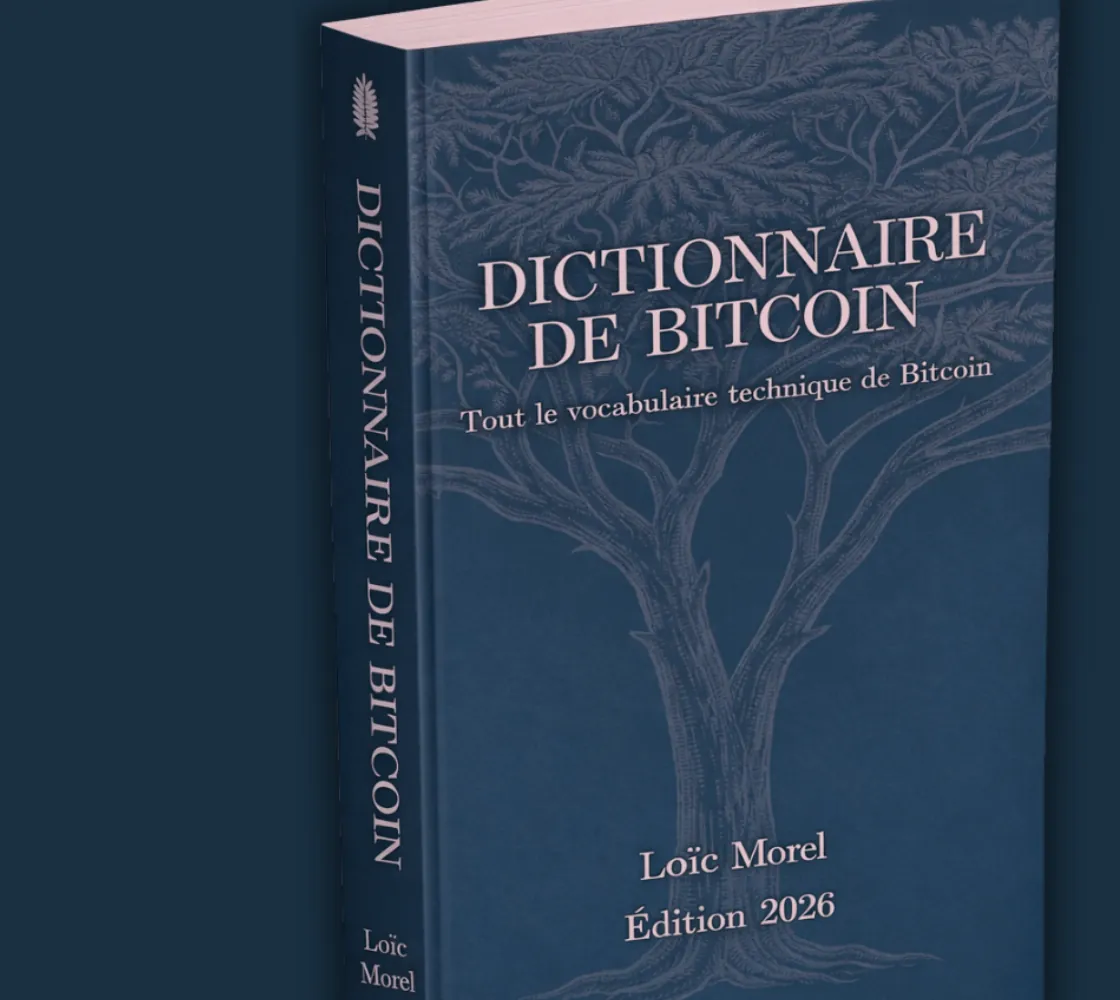 DICTIONNAIRE DE BITCOIN
Loïc
Morel
DICTIONNAIRE
DE BITCOIN
Tout le vocabulaire technique de Bitcoin
Loïc Morel
Édition 2026